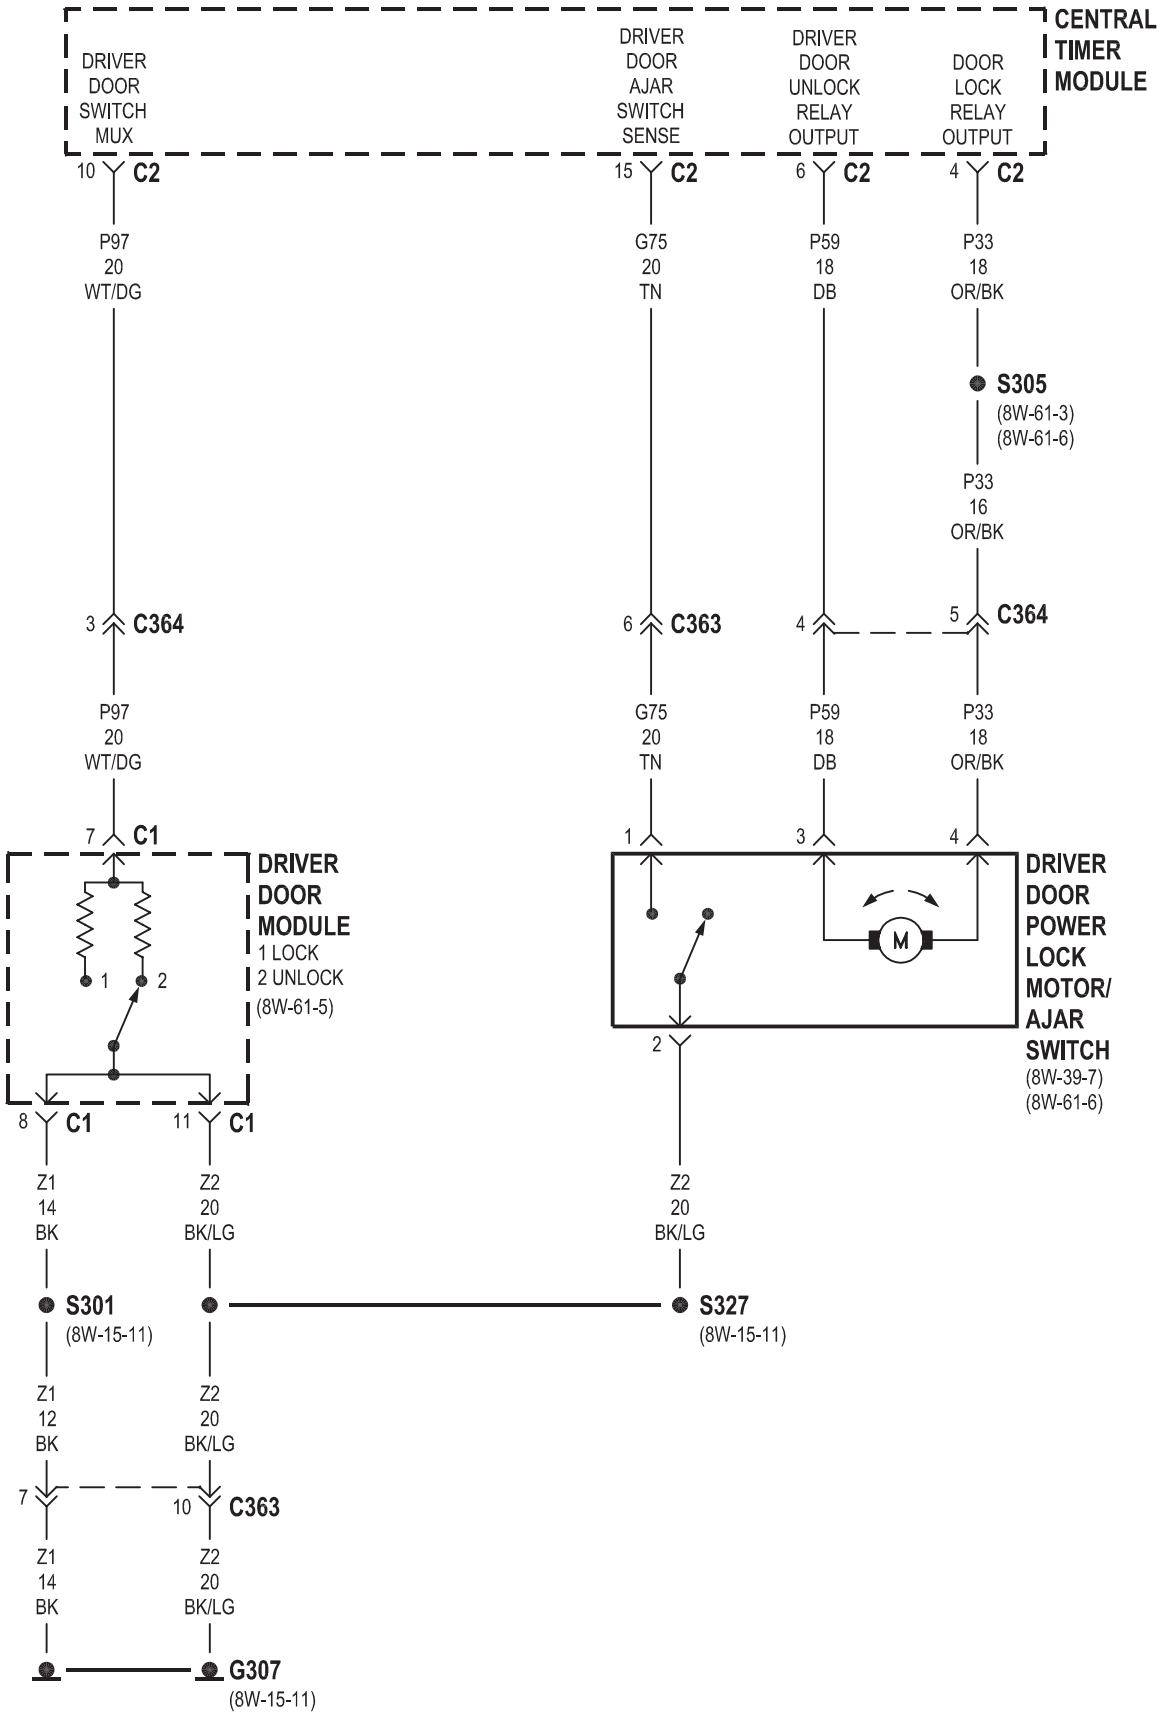 CENTRAL
TIMER
MODULE
DRIVER
DOOR
SWITCH
MUX
DRIVER
DOOR
AJAR
SWITCH
SENSE
DRIVER
DOOR
UNLOCK
RELAY
OUTPUT
DOOR
LOCK
RELAY
OUTPUT
10 C2
15 C2
6 C2
4 C2
P97
20
WT/DG
G75
20
TN
P59
18
DB
P33
18
OR/BK
S305
(8W-61-3)
(8W-61-6)
P33
16
OR/BK
3 C364
6 C363
4
5 C364
P97
20
WT/DG
G75
20
TN
P59
18
DB
P33
18
OR/BK
7 C1
1
3
4
DRIVER
DOOR
MODULE
1 LOCK
2 UNLOCK
(8W-61-5)
1
2
M
DRIVER
DOOR
POWER
LOCK
MOTOR/
AJAR
SWITCH
(8W-39-7)
(8W-61-6)
8 C1
11 C1
2
Z1
14
BK
Z2
20
BK/LG
Z2
20
BK/LG
S301
(8W-15-11)
S327
(8W-15-11)
Z1
12
BK
Z2
20
BK/LG
7
10 C363
Z1
14
BK
Z2
20
BK/LG
G307
(8W-15-11)